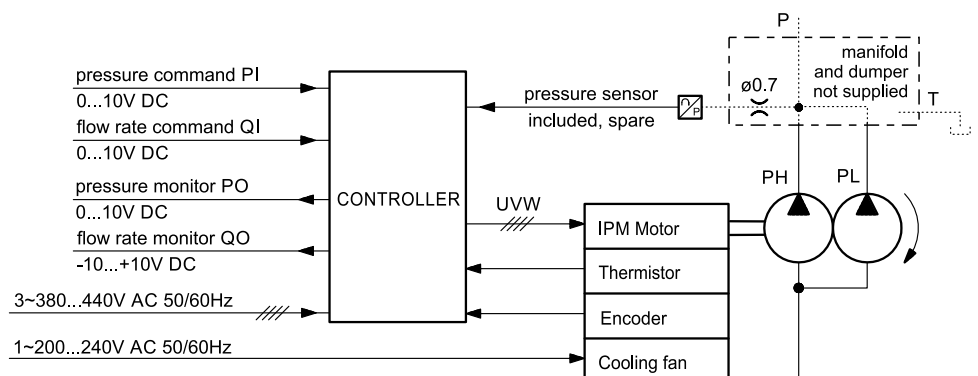 pressure command PI
0...10V DC
flow rate command QI
0...10V DC
pressure monitor PO
0...10V DC
flow rate monitor QO
-10...+10V DC
3~380...440V AC 50/60Hz
1~200...240V AC 50/60Hz
CONTROLLER
pressure sensor
included, spare
P
P
ø0.7
manifold
and dumper
not supplied
T
UVW
IPM Motor
Thermistor
Encoder
Cooling fan
PH
PL